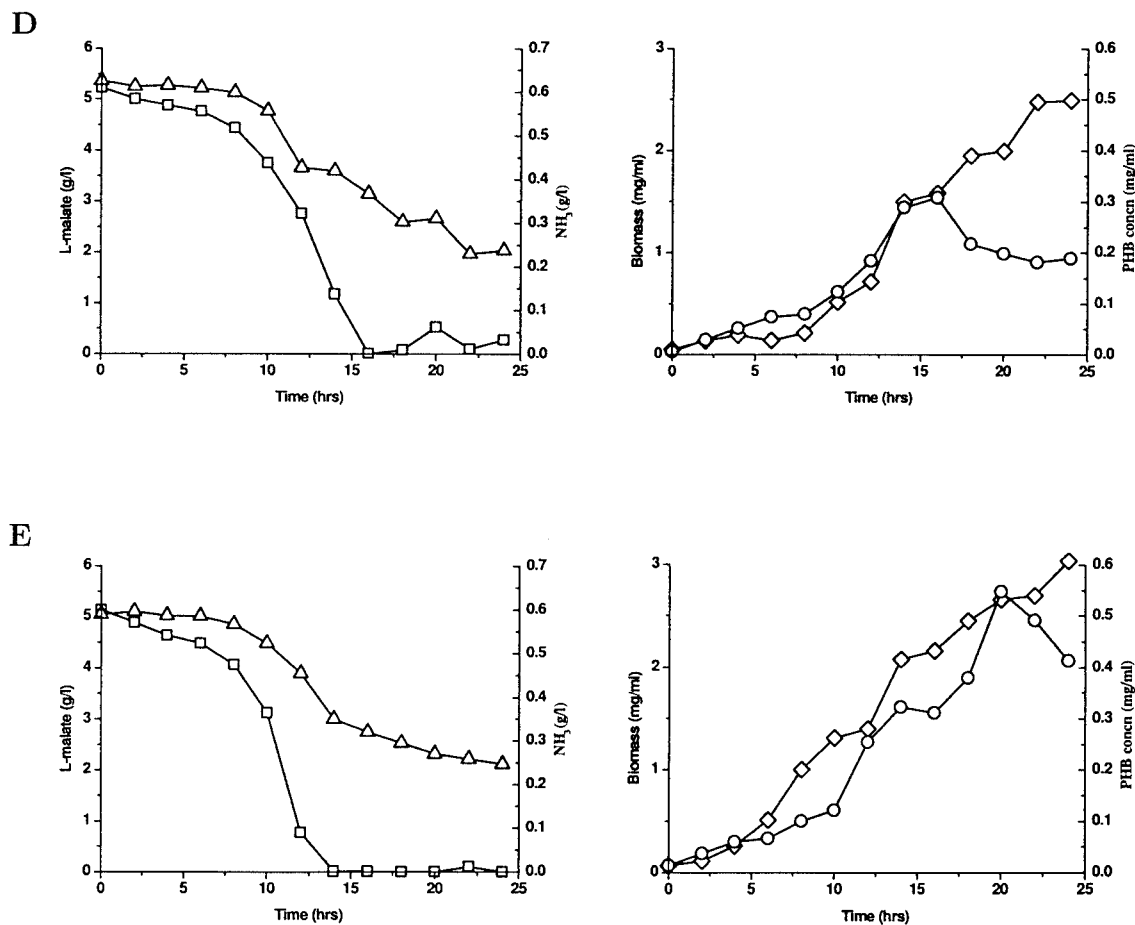 D
6
5
4
3
2
1
0
L-malate (g/l)
0.7
0.6
0.5
0.4
0.3
0.2
0.1
0.0
NH3(g/l)
0 5 10 15 20 25
Time (hrs)
3
2
1
0
Biomass (mg/ml)
0.6
0.5
0.4
0.3
0.2
0.1
0.0
PHB concn (mg/ml)
0 5 10 15 20 25
Time (hrs)
E
6
5
4
3
2
1
0
L-malate (g/l)
0.7
0.6
0.5
0.4
0.3
0.2
0.1
0.0
NH3(g/l)
0 5 10 15 20 25
Time (hrs)
3
2
1
0
Biomass (mg/ml)
0.6
0.5
0.4
0.3
0.2
0.1
0.0
PHB concn (mg/ml)
0 5 10 15 20 25
Time (hrs)